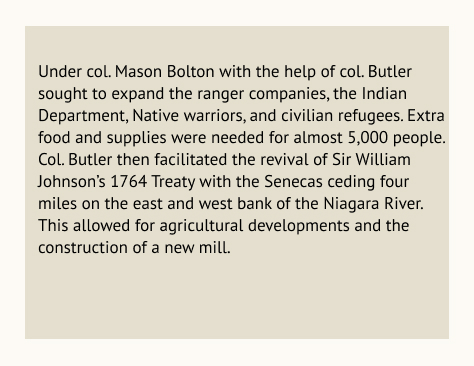 Under col. Mason Bolton with the help of col. Butler
sought to expand the ranger companies, the Indian
Department, Native warriors, and civilian refugees. Extra
food and supplies were needed for almost 5,000 people.
Col. Butler then facilitated the revival of Sir William
Johnson's 1764 Treaty with the Senecas ceding four
miles on the east and west bank of the Niagara River.
This allowed for agricultural developments and the
construction of a new mill.